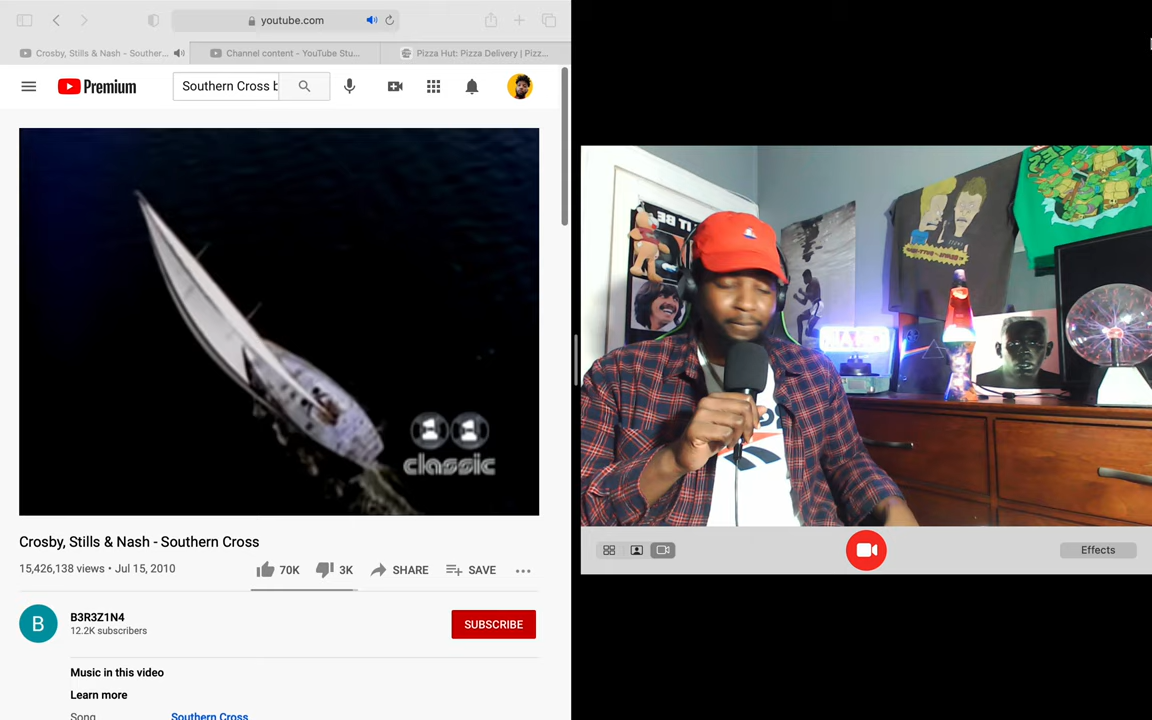 youtube.com
Crosby, Stills & Nash - Souther...
Channel content - YouTube Stu...
Pizza Hut: Pizza Delivery | Pizz...
Premium
Southern Cross b
1 1
classic
Crosby, Stills & Nash - Southern Cross
15,426,138 views • Jul 15, 2010
70K
3K
SHARE
SAVE
B
B3R3Z1N4
12.2K subscribers
SUBSCRIBE
Music in this video
Learn more
Song
Southern Cross
Effects